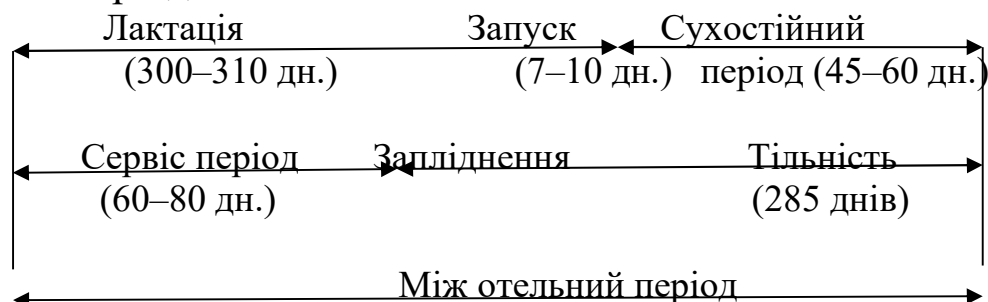 Лактація Запуск Сухостійний
(300–310 дн.) (7–10 дн.) період (45–60 дн.)
Сервіс період Запліднення Тільність
(60–80 дн.) (285 днів)
Між отельний період